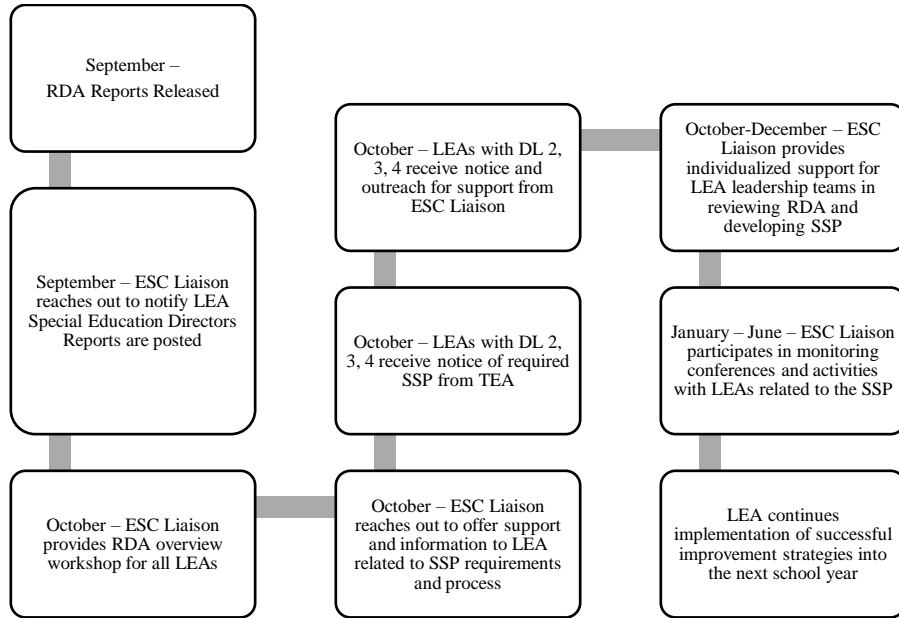 September –
RDA Reports Released
September – ESC Liaison
reaches out to notify LEA
Special Education Directors
Reports are posted
October – ESC Liaison
provides RDA overview
workshop for all LEAs
October – ESC Liaison
reaches out to offer support
and information to LEA
related to SSP requirements
and process
October – LEAs with DL 2,
3, 4 receive notice of required
SSP from TEA
October – LEAs with DL 2,
3, 4 receive notice and
outreach for support from
ESC Liaison
October-December – ESC
Liaison provides
individualized support for
LEA leadership teams in
reviewing RDA and
developing SSP
January – June – ESC Liaison
participates in monitoring
conferences and activities
with LEAs related to the SSP
LEA continues
implementation of successful
improvement strategies into
the next school year